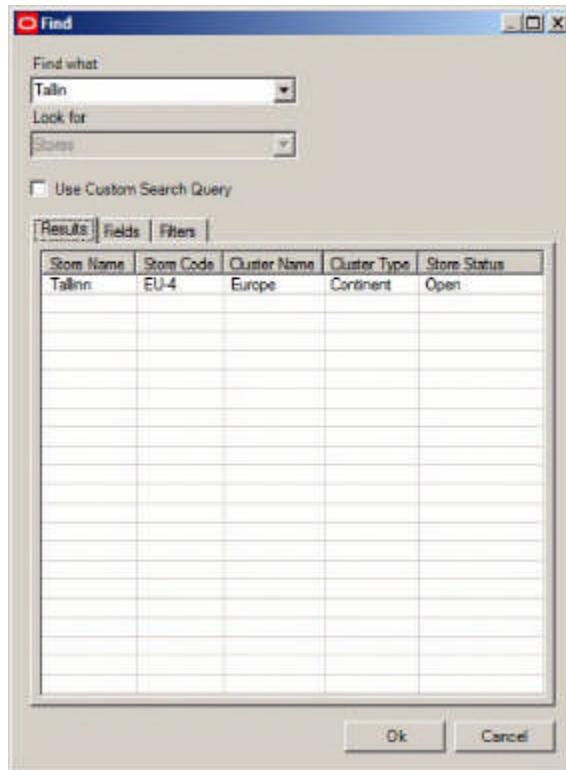 Find
Find what
Tallin
Look for
Stores
Use Custom Search Query
Results Fields Filters
Store Name Store Code Cluster Name Cluster Type Store Status
Tallinn EU-4 Europe Continent Open
Ok Cancel